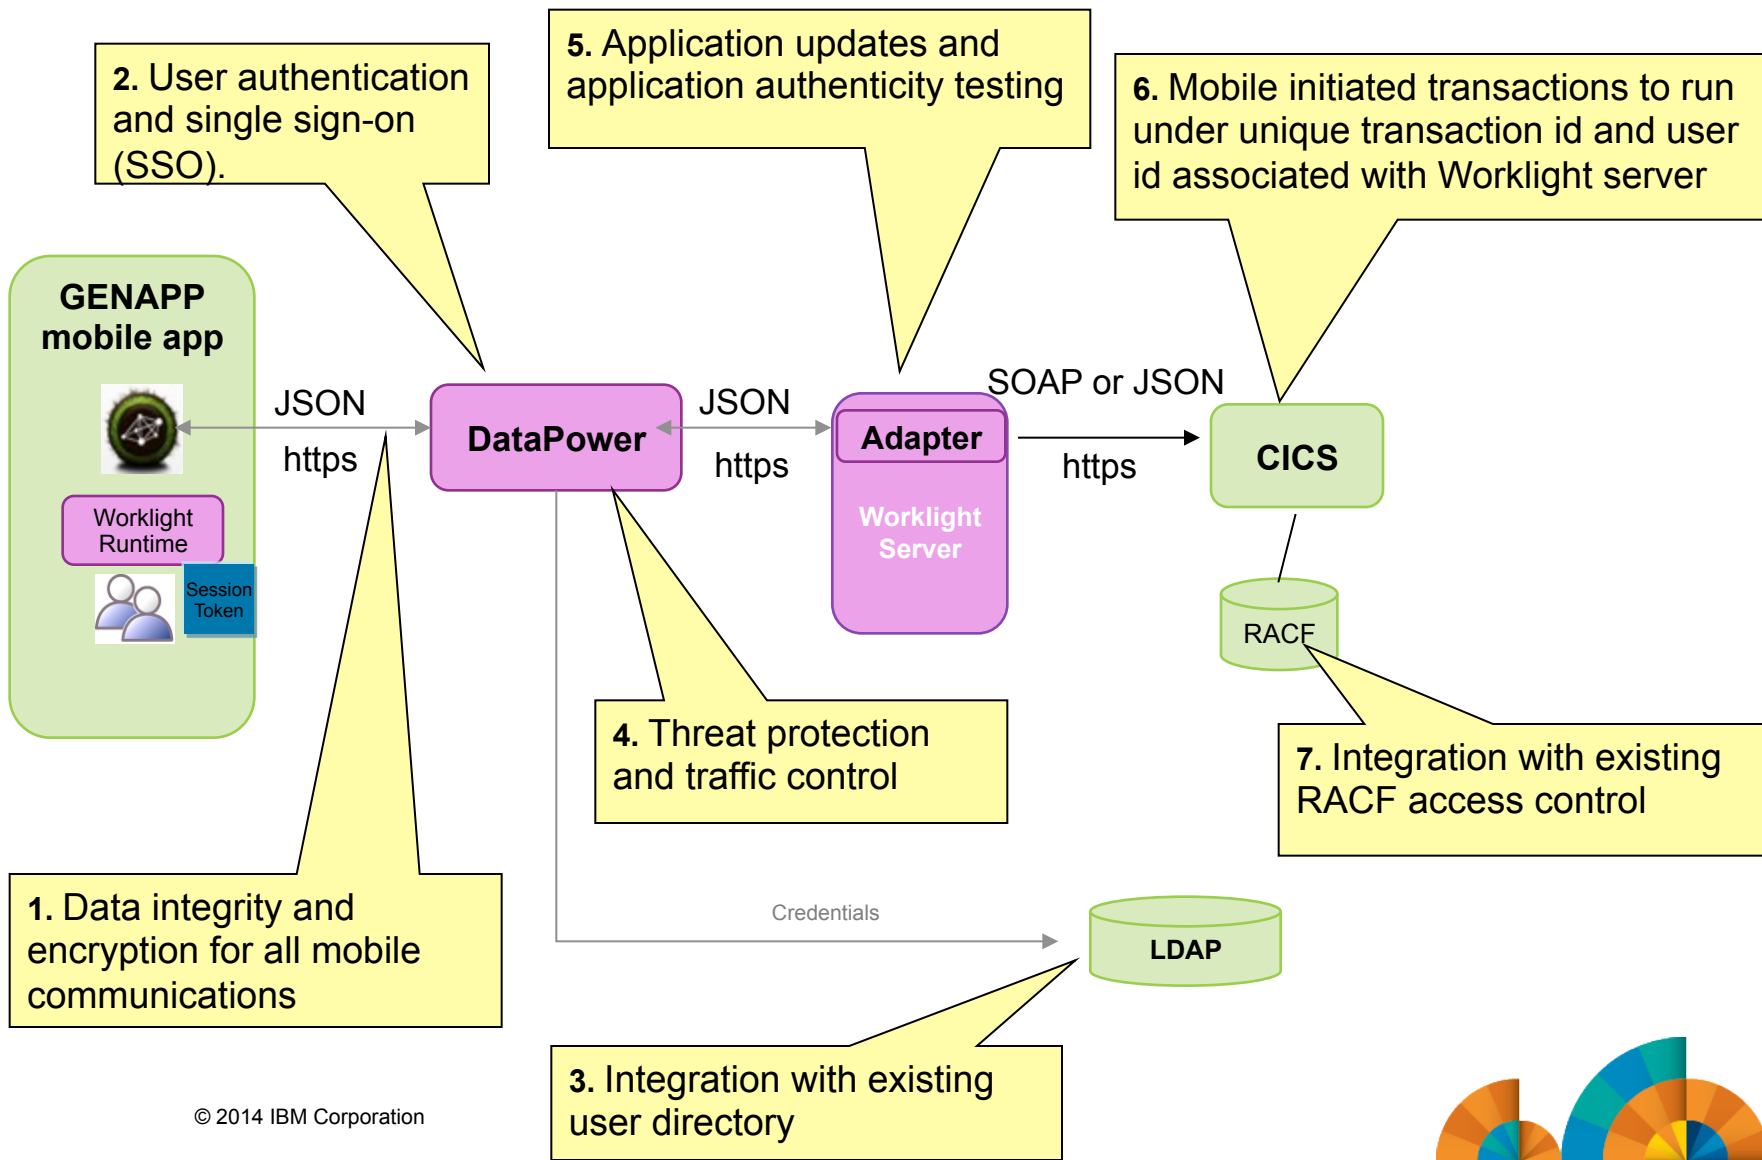 2. User authentication
and single sign-on
(SSO).
5. Application updates and
application authenticity testing
6. Mobile initiated transactions to run
under unique transaction id and user
id associated with Worklight server
GENAPP
mobile app
JSON
https
Worklight
Runtime
Session
Token
DataPower
JSON
https
Adapter
Worklight
Server
SOAP or JSON
https
CICS
RACF
4. Threat protection
and traffic control
7. Integration with existing
RACF access control
1. Data integrity and
encryption for all mobile
communications
Credentials
LDAP
3. Integration with existing
user directory
© 2014 IBM Corporation